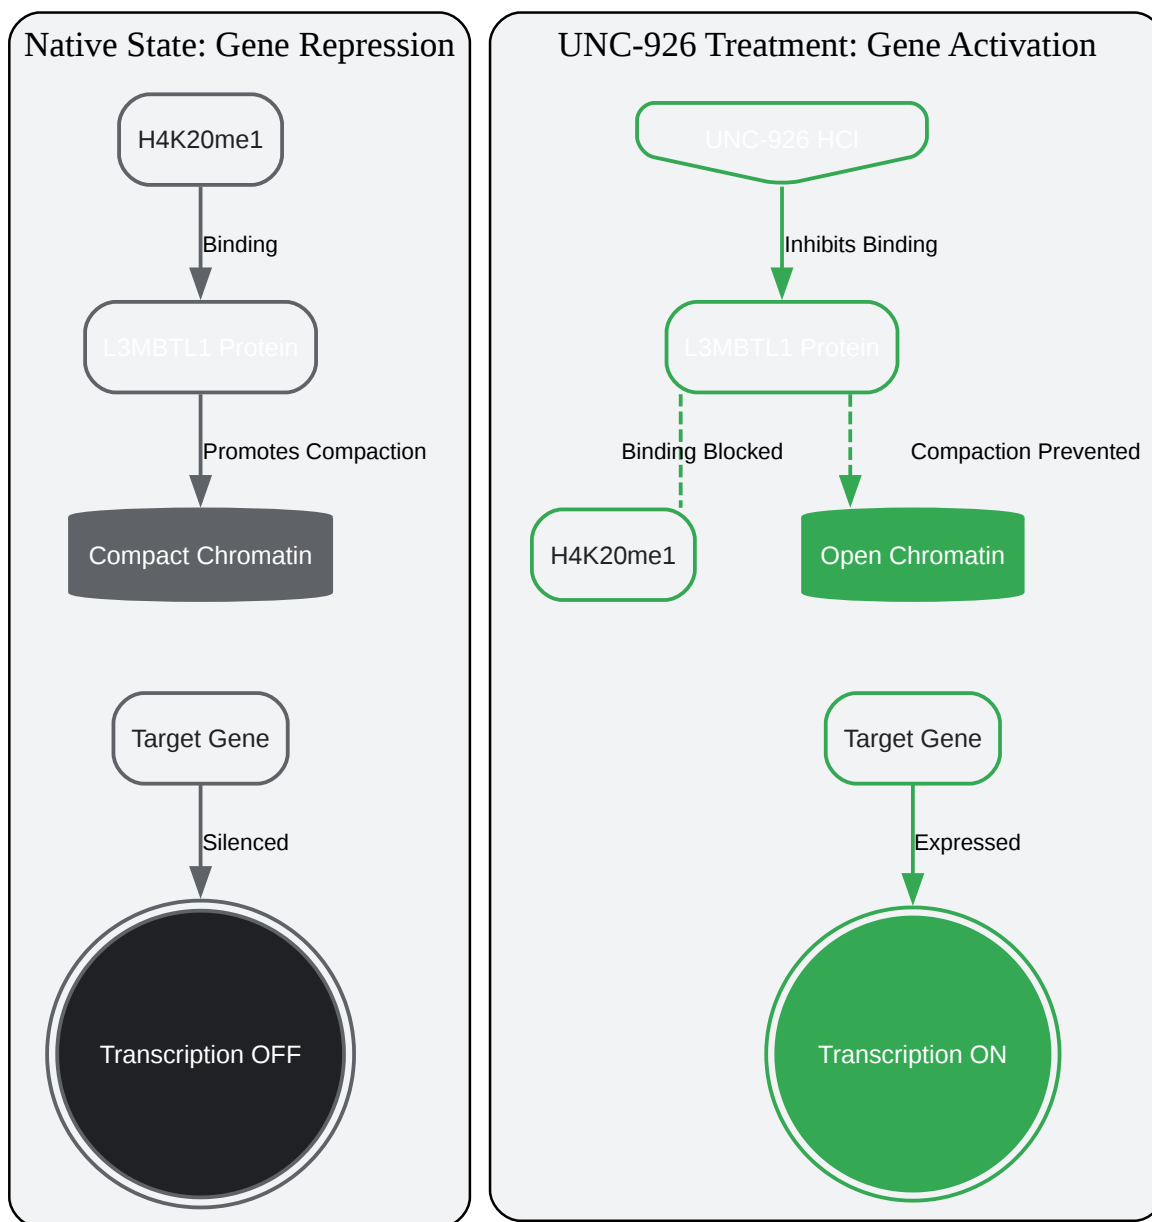 Native State: Gene Repression
H4K20me1
Binding
L3MBTL1 Protein
Promotes Compaction
Compact Chromatin
Target Gene
Silenced
Transcription OFF
UNC-926 Treatment: Gene Activation
UNC-926 HCl
Inhibits Binding
L3MBTL1 Protein
Binding Blocked
Compaction Prevented
H4K20me1
Open Chromatin
Target Gene
Expressed
Transcription ON